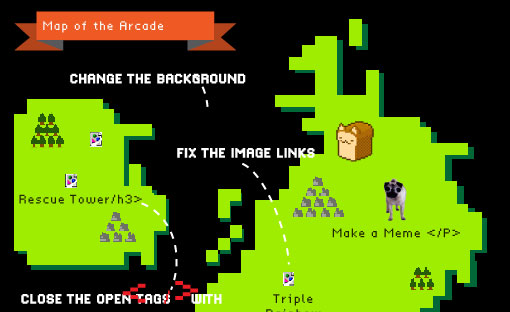 Map of the Arcade
CHANGE THE BACKGROUND
FIX THE IMAGE LINKS
Rescue Tower/h3>
Make a Meme </P>
CLOSE THE OPEN TAGS < > WITH
Triple
Rainbow